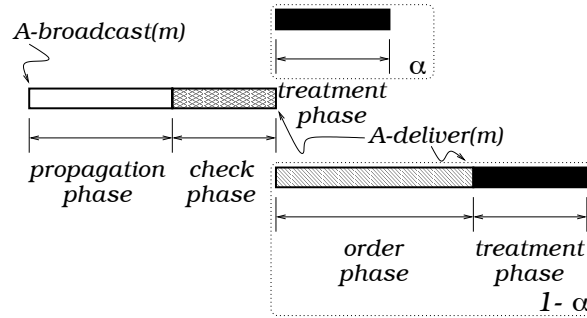 A-broadcast(m)
α
treatment
phase
A-deliver(m)
propagation
phase
check
phase
order
phase
treatment
phase
1- α